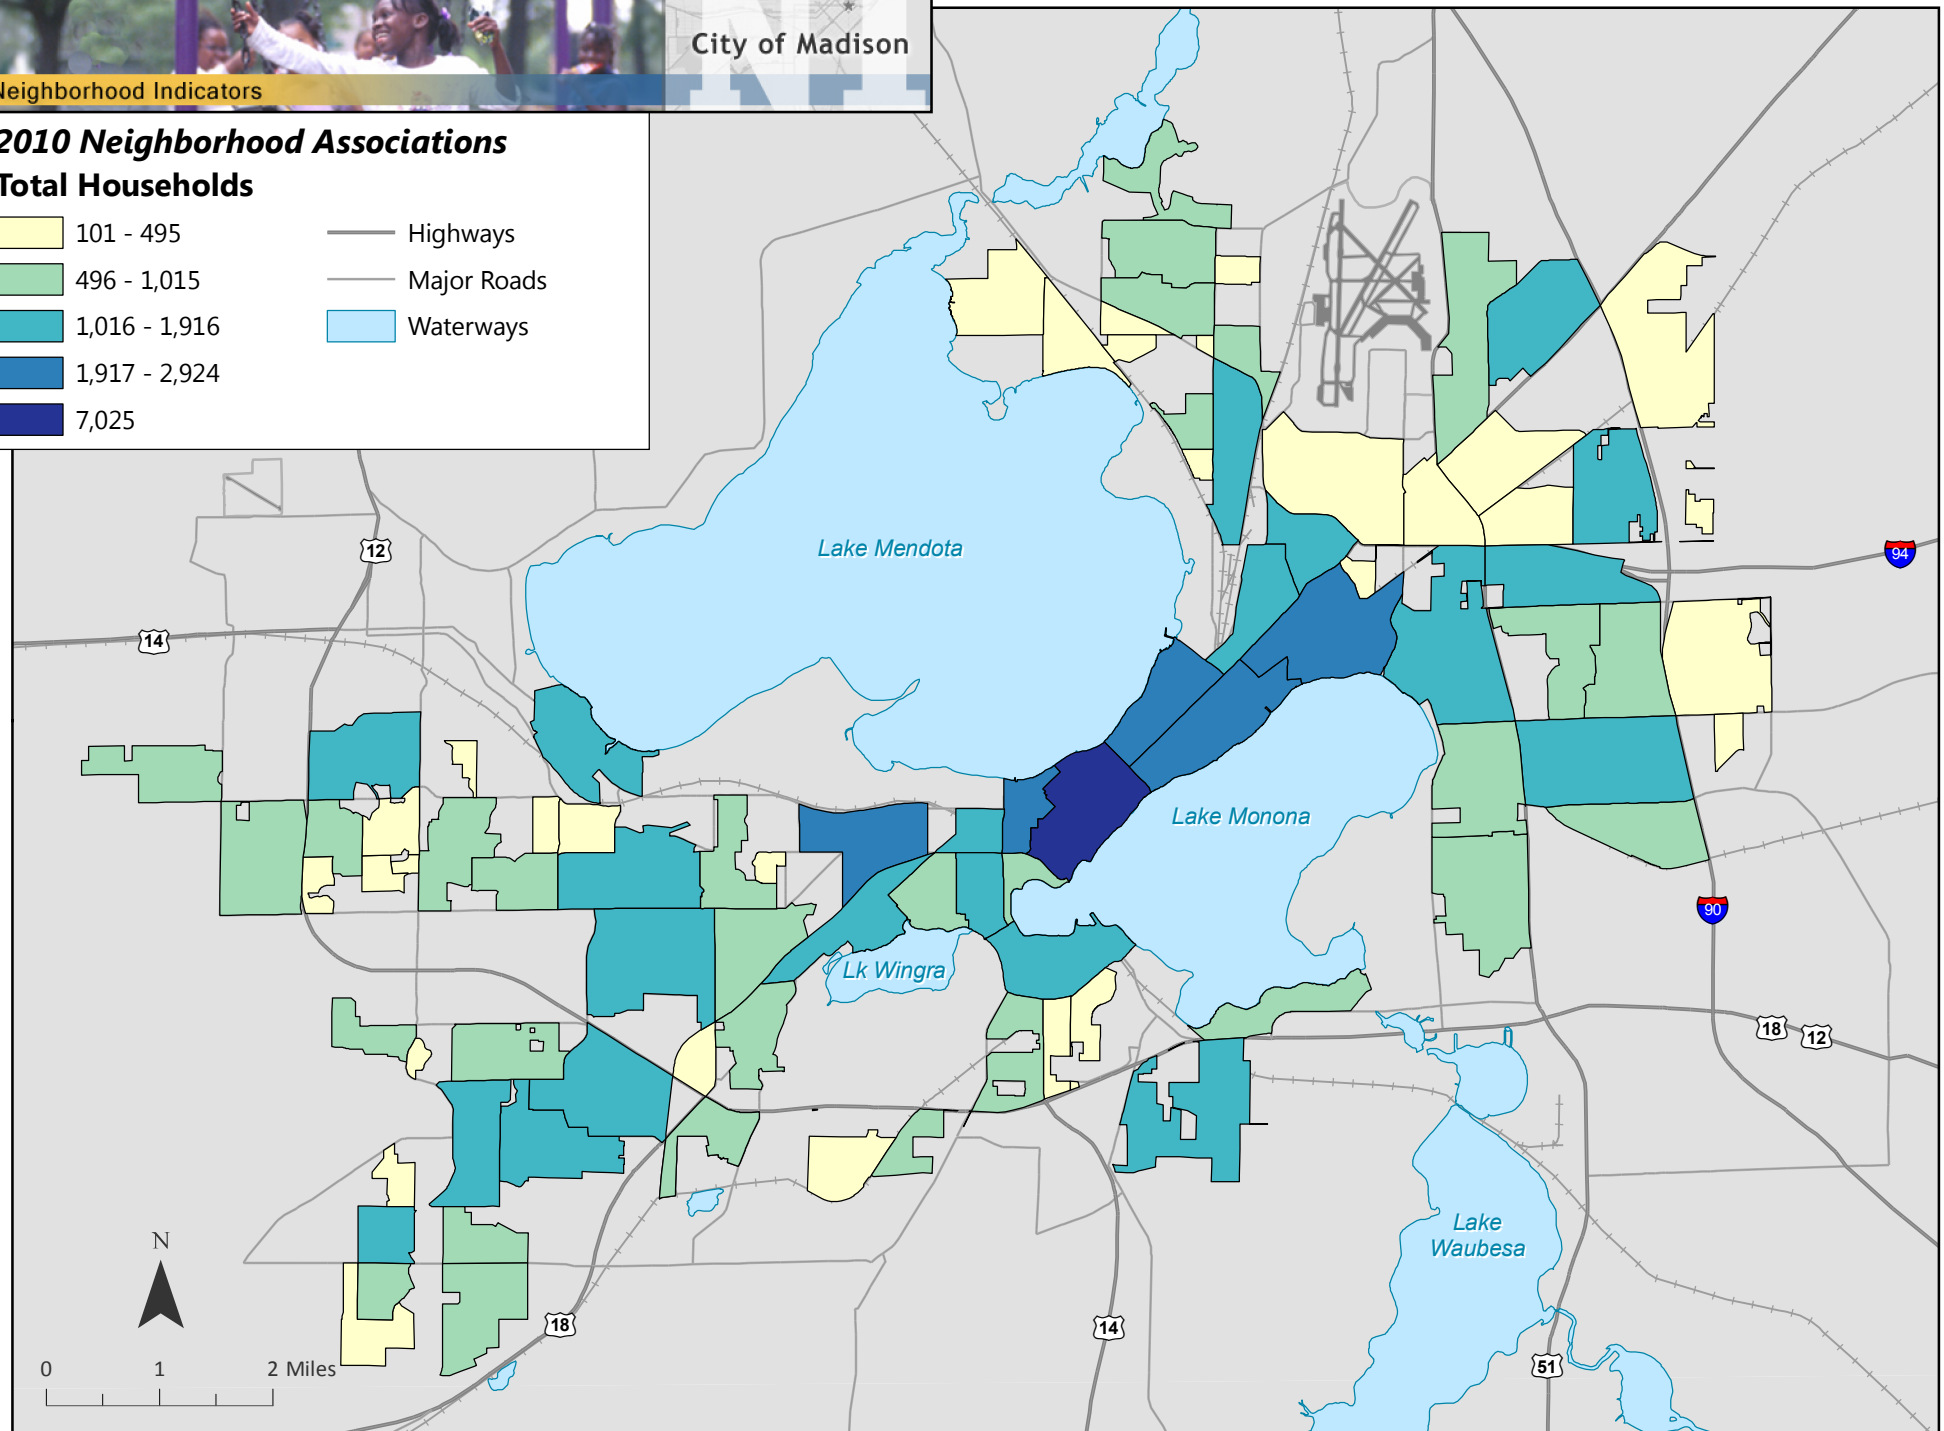 City of Madison
Neighborhood Indicators
2010 Neighborhood Associations
Total Households
101 - 495
496 - 1,015
1,016 - 1,916
1,917 - 2,924
7,025
Highways
Major Roads
Waterways
12
Lake Mendota
94
14
Lake Monona
90
Lk Wingra
18
12
Lake
Waubesa
N
18
14
51
0 1 2 Miles